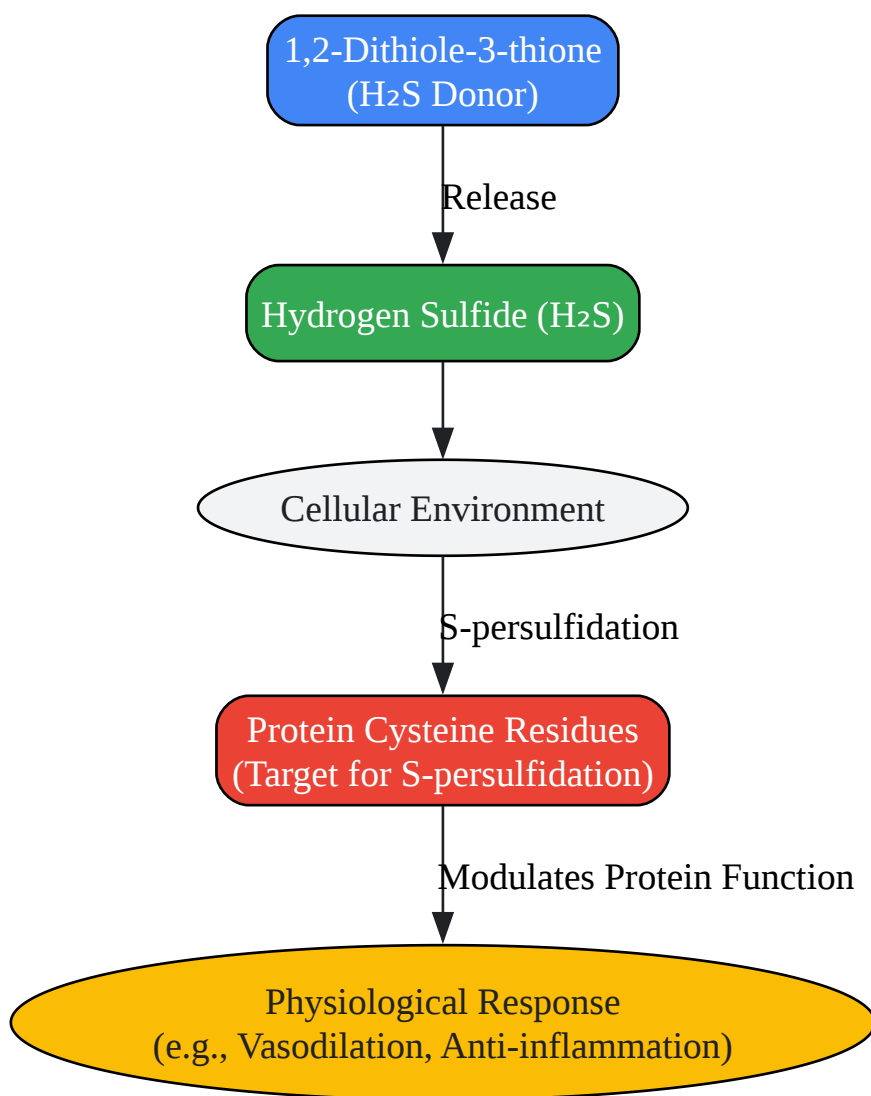 1,2-Dithiole-3-thione
(H₂S Donor)
Release
Hydrogen Sulfide (H₂S)
Cellular Environment
S-persulfidation
Protein Cysteine Residues
(Target for S-persulfidation)
Modulates Protein Function
Physiological Response
(e.g., Vasodilation, Anti-inflammation)